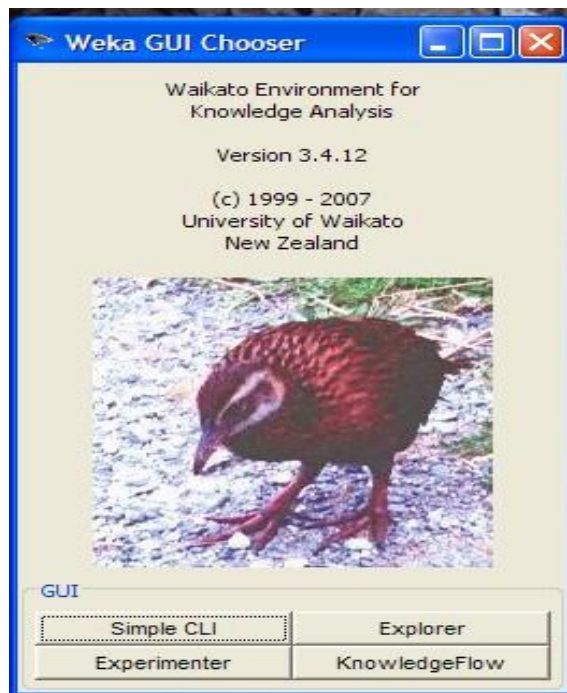 Weka GUI Chooser
Waikato Environment for
Knowledge Analysis
Version 3.4.12
(c) 1999 - 2007
University of Waikato
New Zealand
GUI
Simple CLI
Explorer
Experimenter
KnowledgeFlow